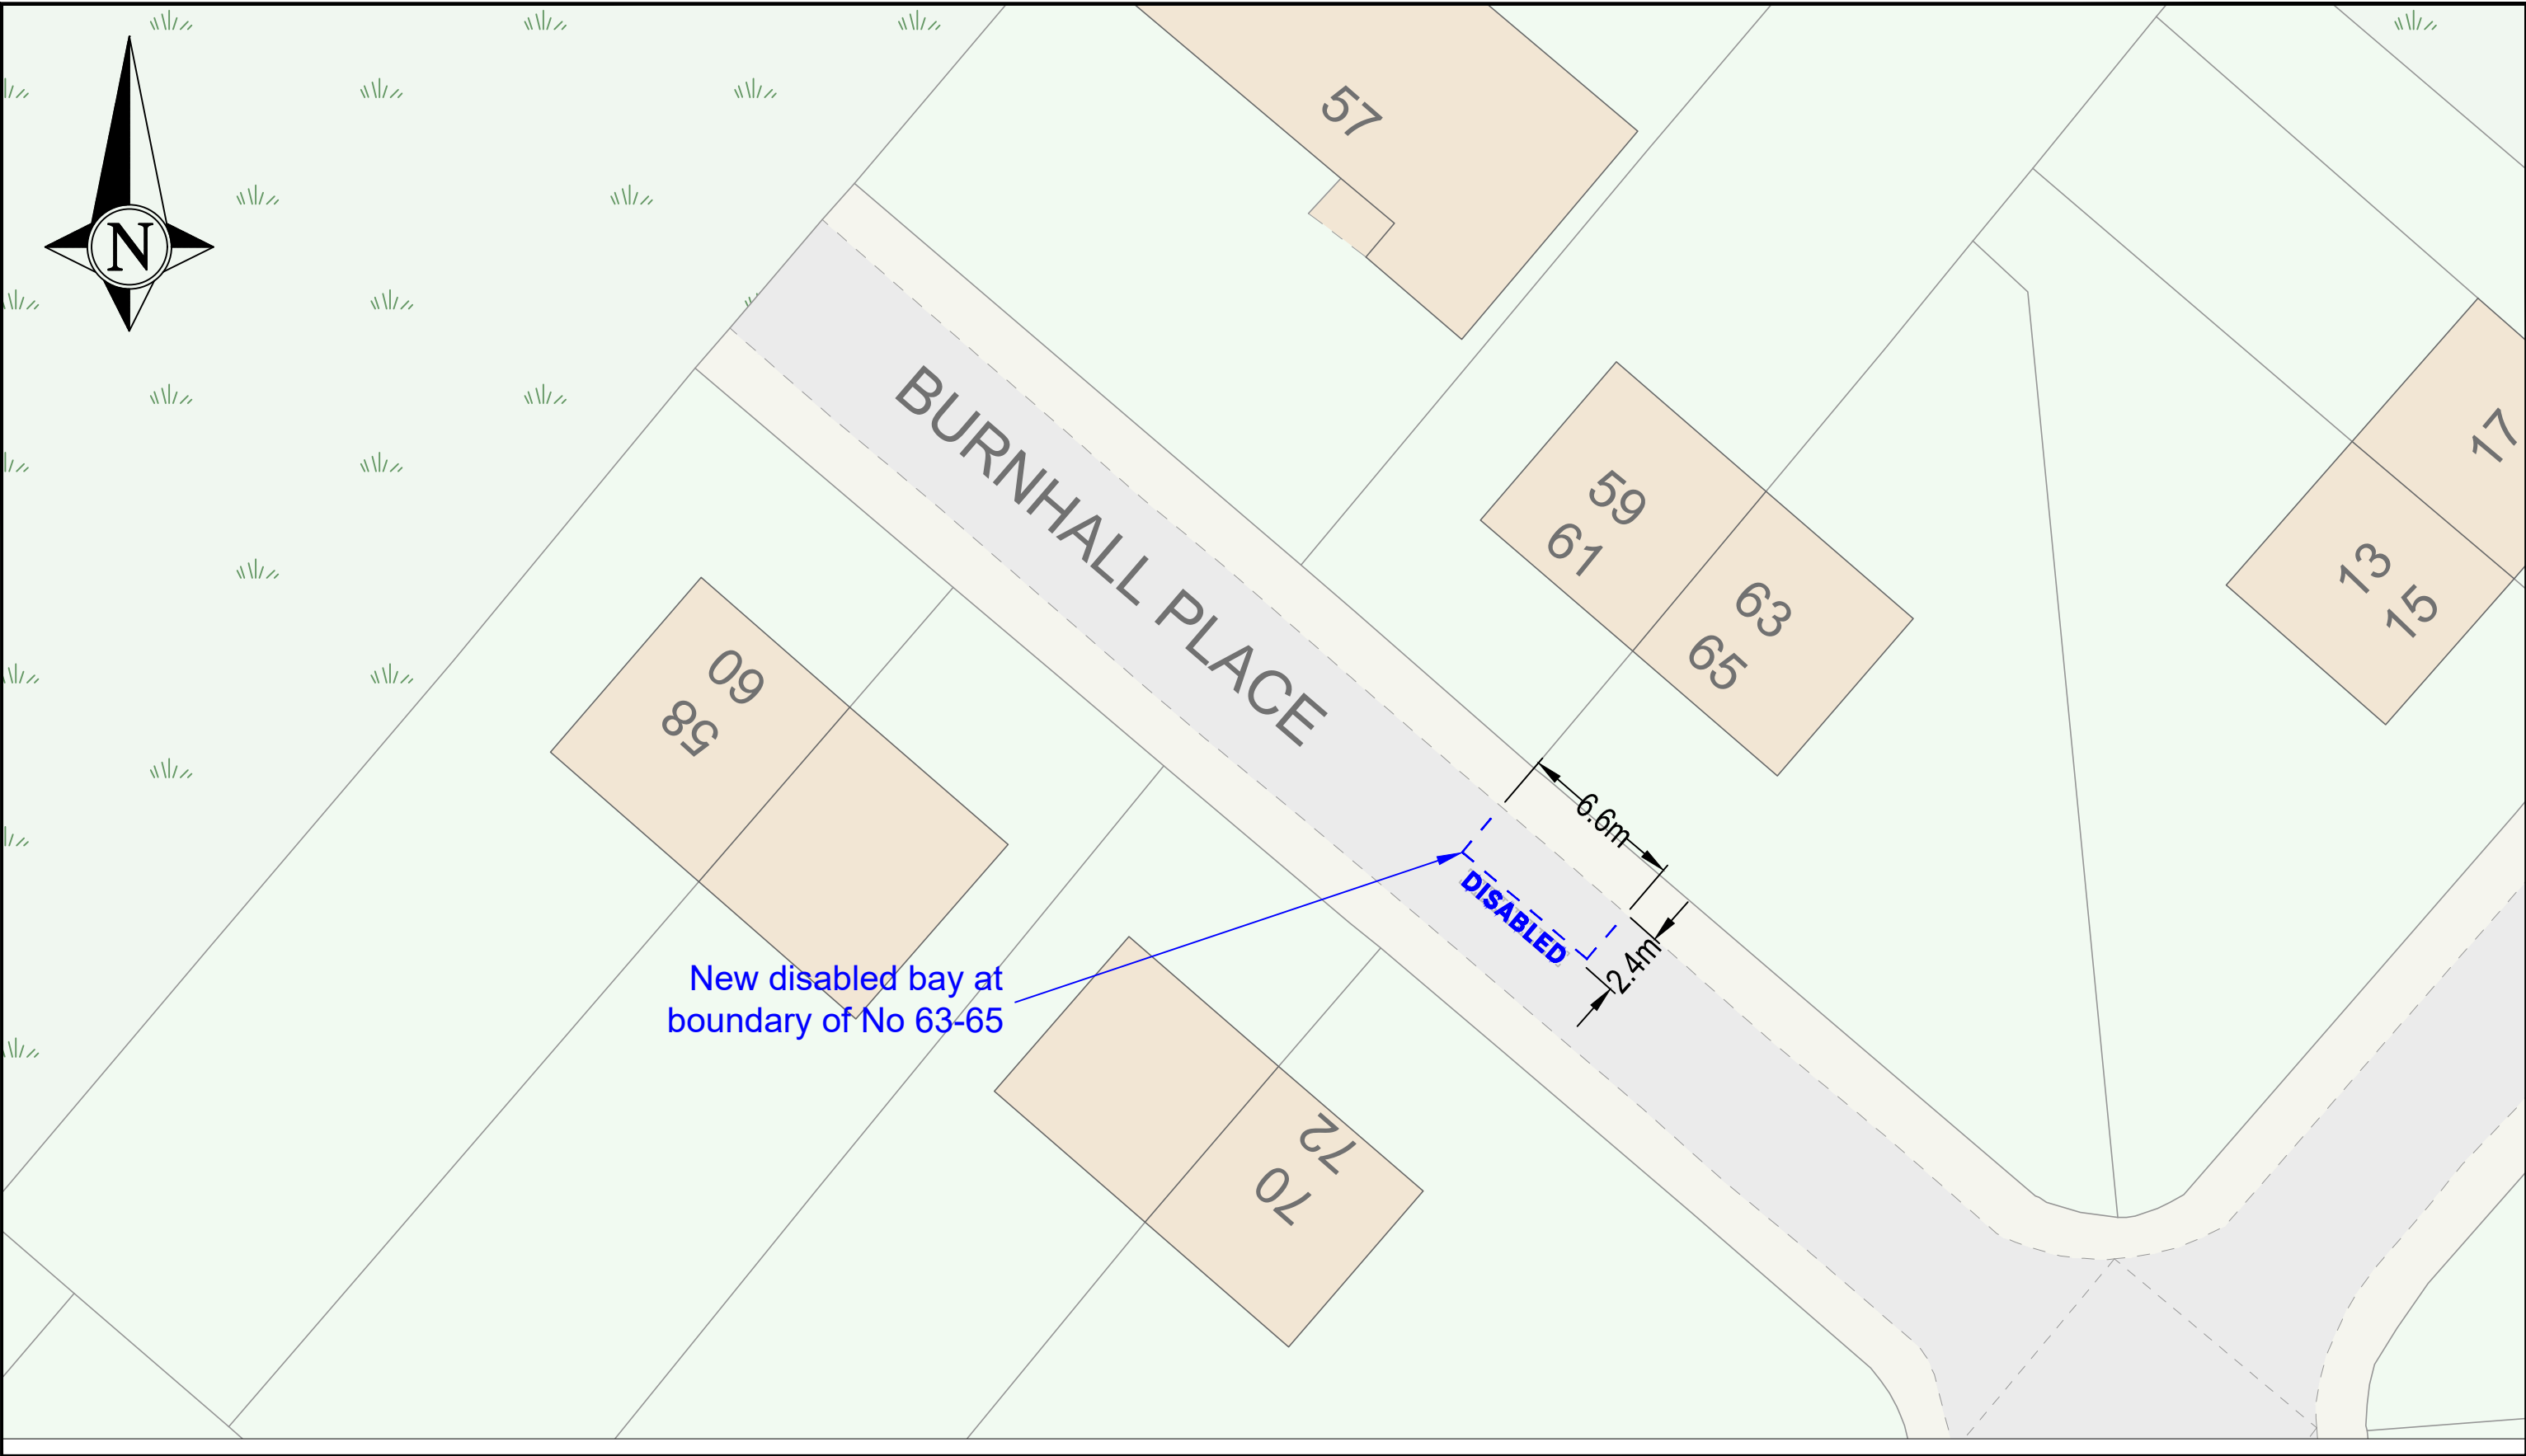 N
57
BURNHALL PLACE
59
61
63
65
17
13
15
60
58
6.6m
DISABLED
2.4m
New disabled bay at
boundary of No 63-65
72
70